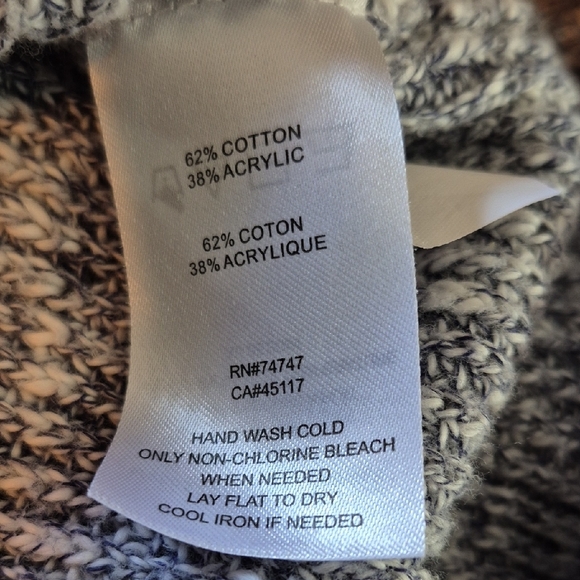 62% COTTON
38% ACRYLIC
62% COTON
38% ACRYLIQUE
RN#74747
CA#45117
HAND WASH COLD
ONLY NON-CHLORINE BLEACH
WHEN NEEDED
LAY FLAT TO DRY
COOL IRON IF NEEDED